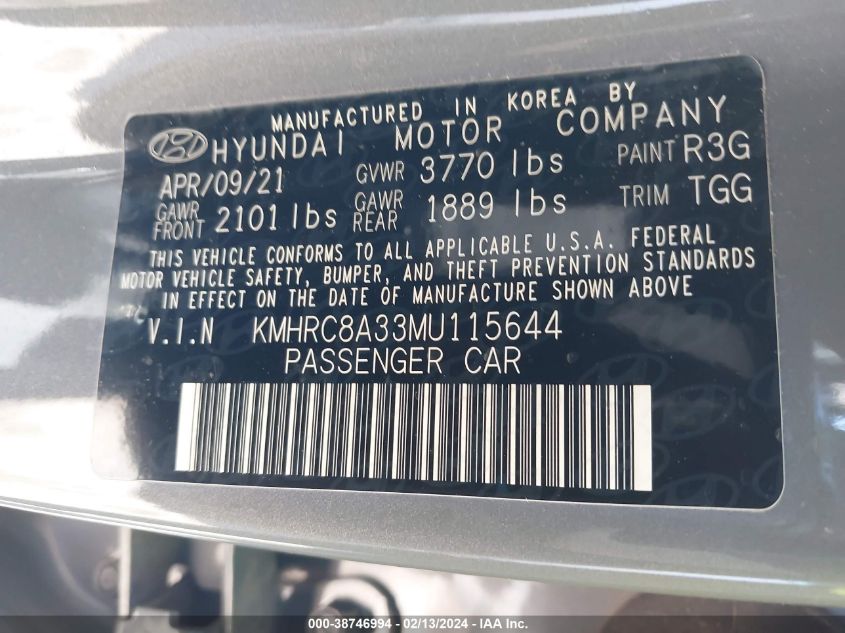 MANUFACTURED IN KOREA BY
HYUNDAI MOTOR COMPANY
APR/09/21 GVWR 3770 lbs PAINT R3G
GAWR FRONT 2101 lbs GAWR REAR 1889 lbs TRIM TGG
THIS VEHICLE CONFORMS TO ALL APPLICABLE U.S.A. FEDERAL
MOTOR VEHICLE SAFETY, BUMPER, AND THEFT PREVENTION STANDARDS
IN EFFECT ON THE DATE OF MANUFACTURE SHOWN ABOVE
V.I.N KMHRC8A33MU115644
PASSENGER CAR
000-38746994 - 02/13/2024 - IAAI.com